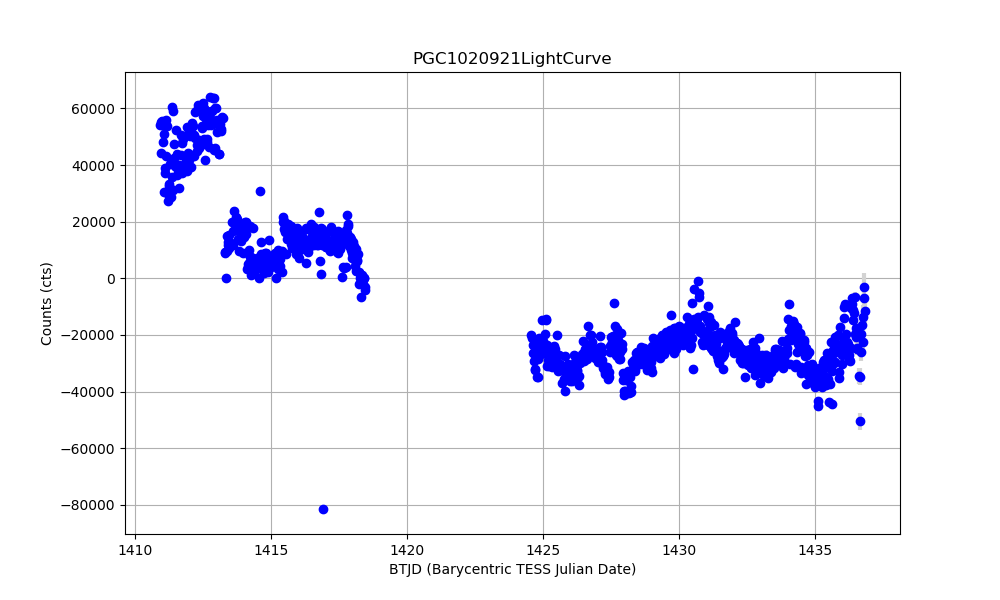 PGC1020921LightCurve
60000
40000
20000
0
−20000
−40000
−60000
−80000
Counts (cts)
1410 1415 1420 1425 1430 1435
BTJD (Barycentric TESS Julian Date)